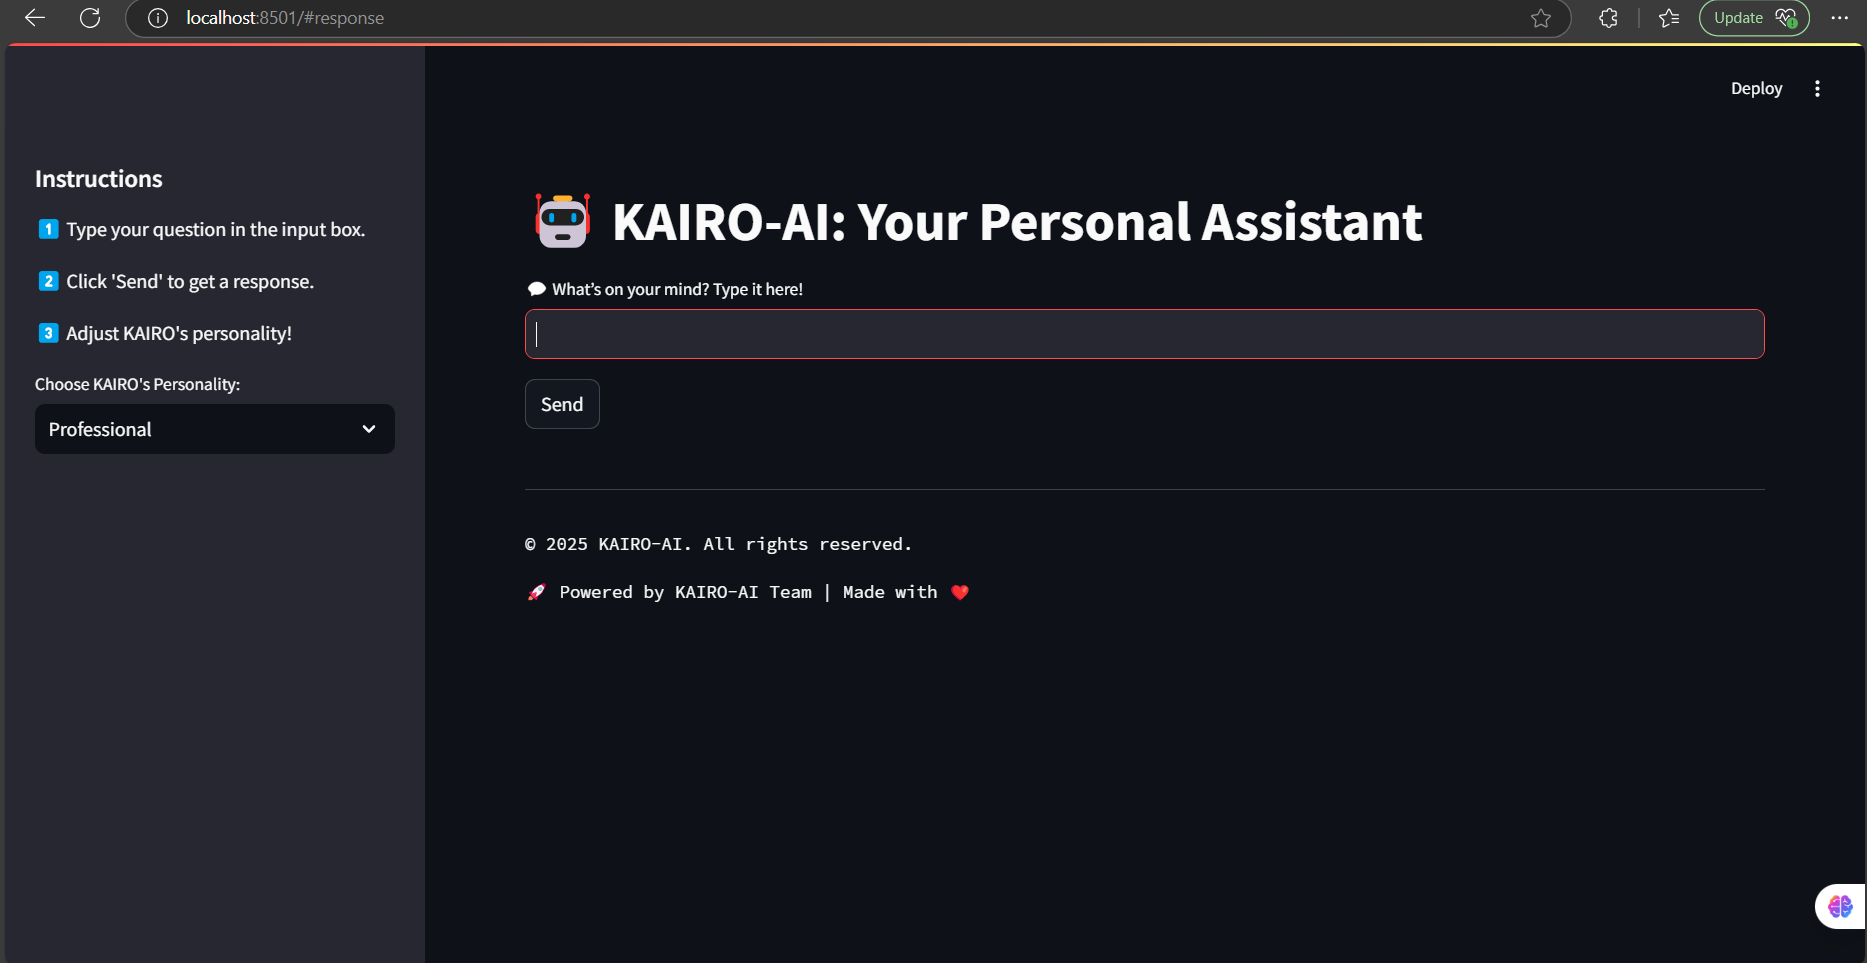 localhost:8501/#response
Update
Deploy
Instructions
1 Type your question in the input box.
2 Click 'Send' to get a response.
3 Adjust KAIRO's personality!
Choose KAIRO's Personality:
Professional
KAIRO-AI: Your Personal Assistant
What’s on your mind? Type it here!
Send
© 2025 KAIRO-AI. All rights reserved.
🚀 Powered by KAIRO-AI Team | Made with ❤️